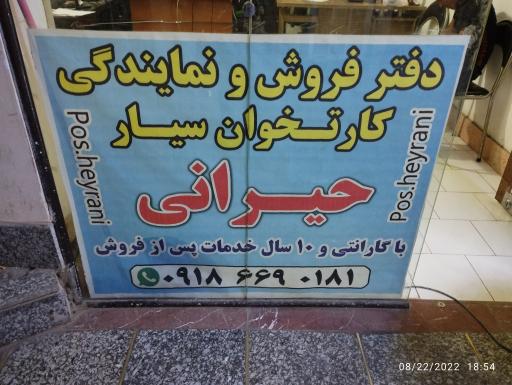 دفتر فروش و نمایندگی
کارتخوان سیار
حیرانی
با گارانتی و ۱۰ سال خدمات پس از فروش
۰۹۱۸ ۶۶۹ ۰۱۸۱
Pos.heyrani
Pos.heyrani
08/22/2022 18:54